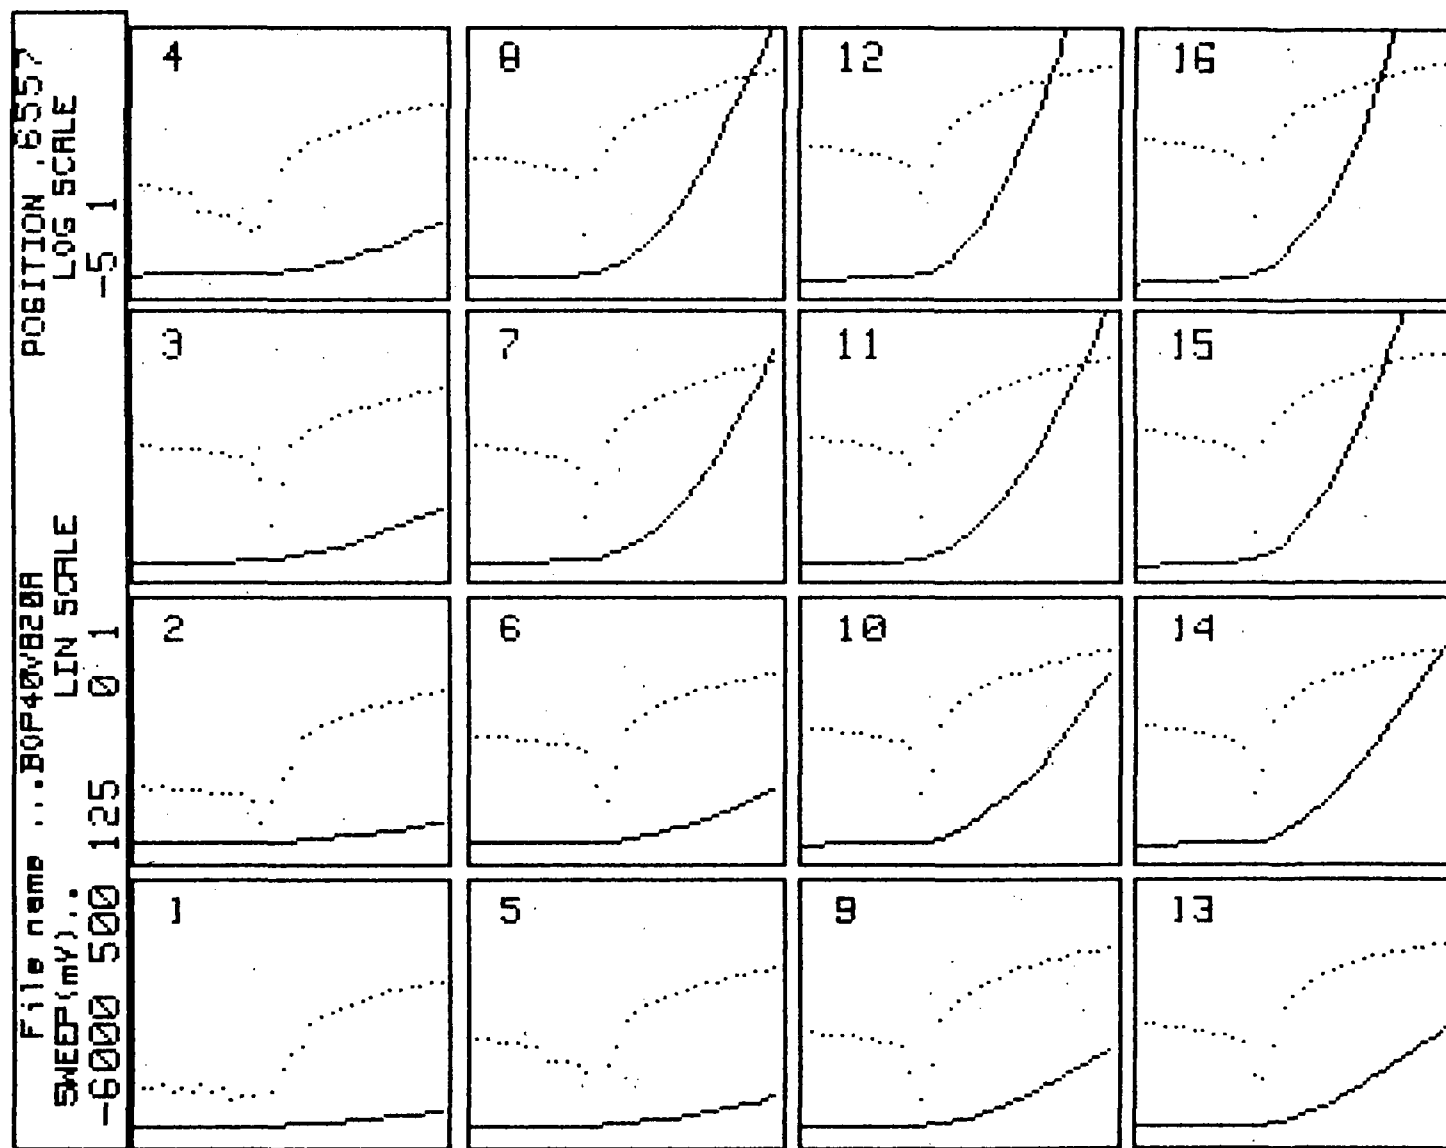 File name ...BOP40VB20A POSITION .6557
SWEEP(mV).. LIN SCALE LOG SCALE
-6000 500 125 0 1 -5 1
4 8 12 16
3 7 11 15
2 6 10 14
1 5 9 13